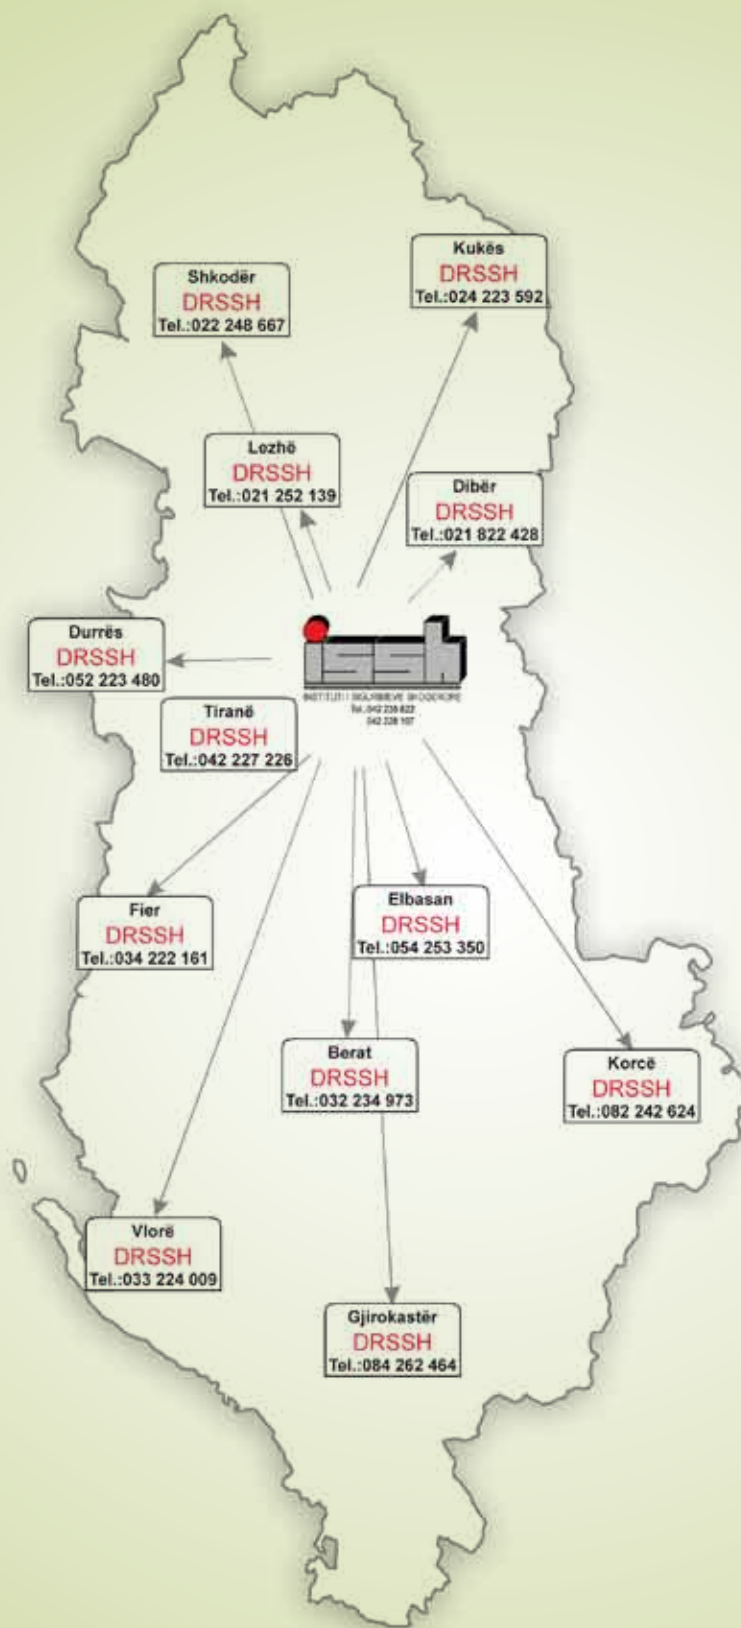 Kukës
DRSSH
Tel.:024 223 592
Shkodër
DRSSH
Tel.:022 248 667
Lezhë
DRSSH
Tel.:021 252 139
Dibër
DRSSH
Tel.:021 822 428
Durrës
DRSSH
Tel.:052 223 480
ISSH
INSTITUTI I SIGURIMEVE SHOQERORE
Tiranë
DRSSH
Tel.:042 227 226
Fier
DRSSH
Tel.:034 222 161
Elbasan
DRSSH
Tel.:054 253 350
Berat
DRSSH
Tel.:032 234 973
Korcë
DRSSH
Tel.:082 242 624
Vlorë
DRSSH
Tel.:033 224 009
Gjirokastër
DRSSH
Tel.:084 262 464